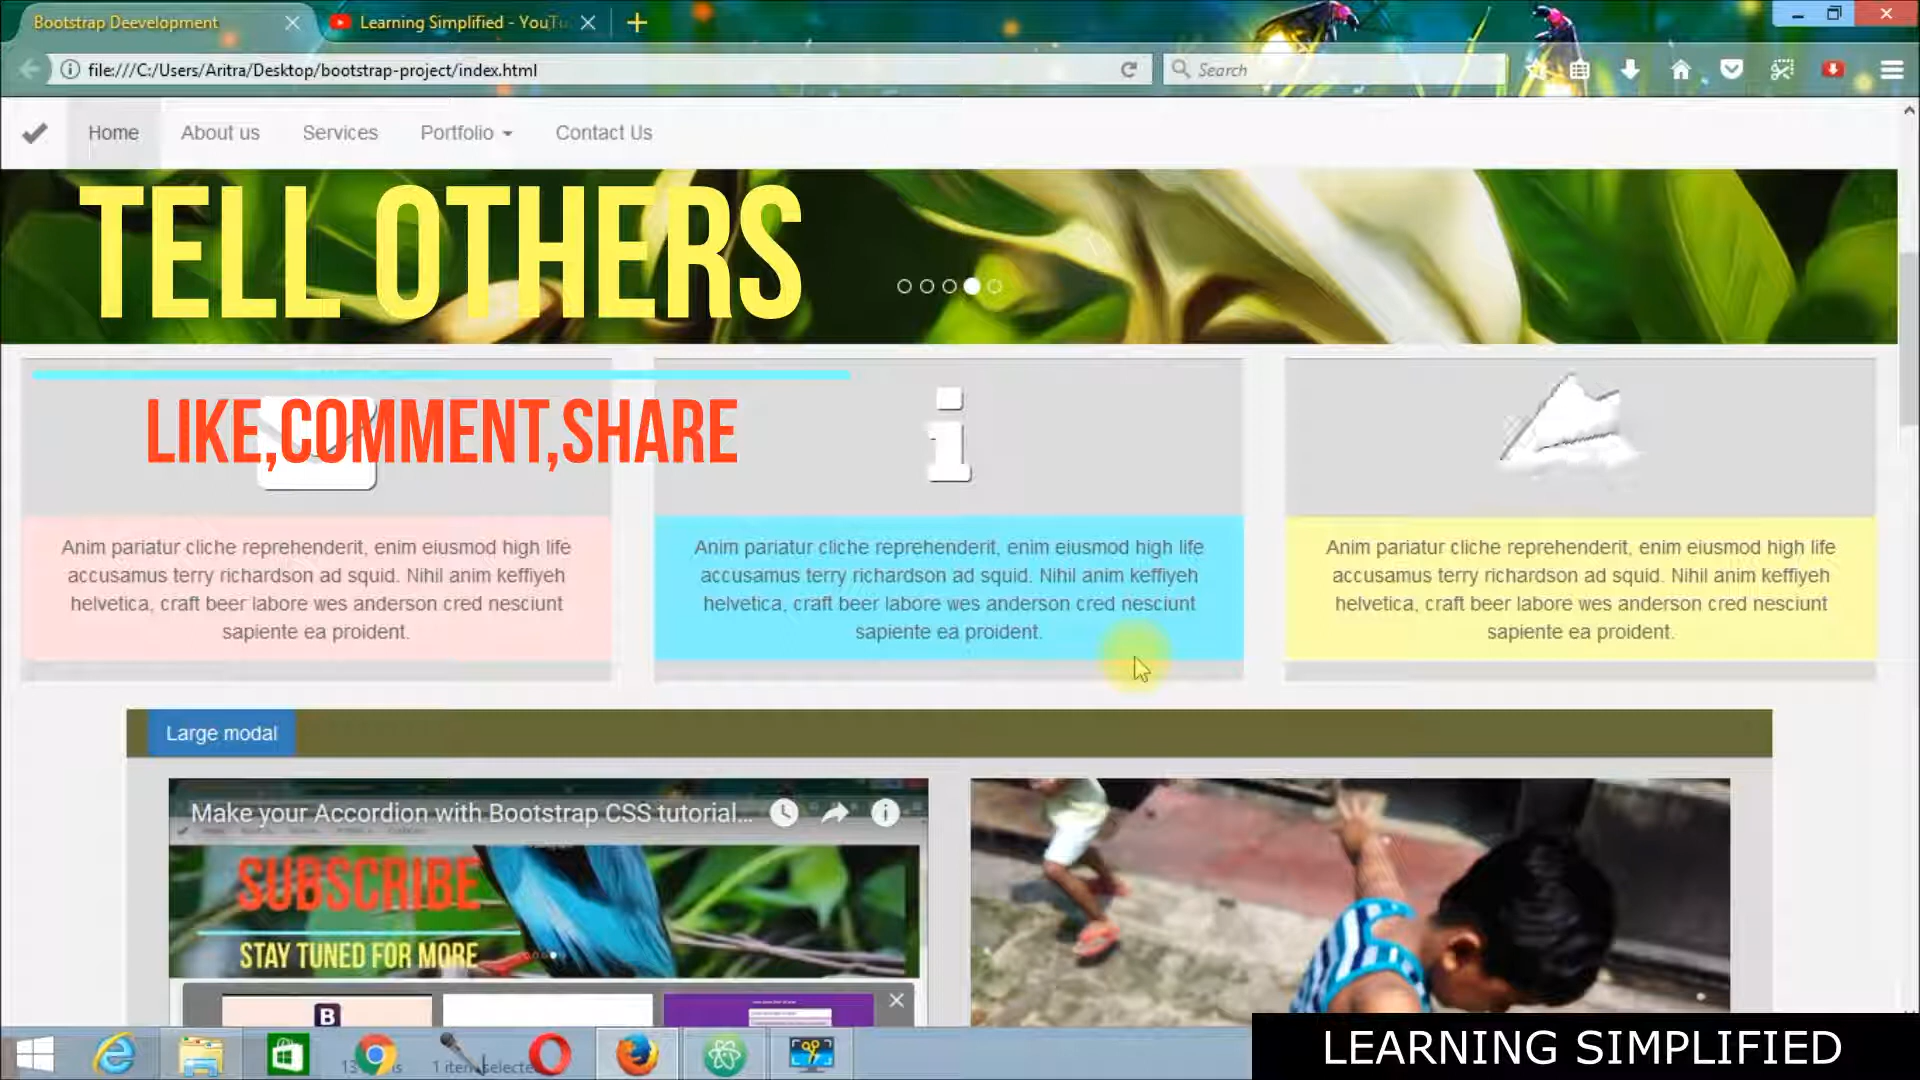 Bootstrap Deevelopment
Learning Simplified - YouTu
file:///C:/Users/Aritra/Desktop/bootstrap-project/index.html
Search
Home
About us
Services
Portfolio
Contact Us
TELL OTHERS
LIKE,COMMENT,SHARE
Anim pariatur cliche reprehenderit, enim eiusmod high life
accusamus terry richardson ad squid. Nihil anim keffiyeh
helvetica, craft beer labore wes anderson cred nesciunt
sapiente ea proident.
Anim pariatur cliche reprehenderit, enim eiusmod high life
accusamus terry richardson ad squid. Nihil anim keffiyeh
helvetica, craft beer labore wes anderson cred nesciunt
sapiente ea proident.
Anim pariatur cliche reprehenderit, enim eiusmod high life
accusamus terry richardson ad squid. Nihil anim keffiyeh
helvetica, craft beer labore wes anderson cred nesciunt
sapiente ea proident.
Large modal
Make your Accordion with Bootstrap CSS tutorial...
SUBSCRIBE
STAY TUNED FOR MORE
B
1 item selected
LEARNING SIMPLIFIED